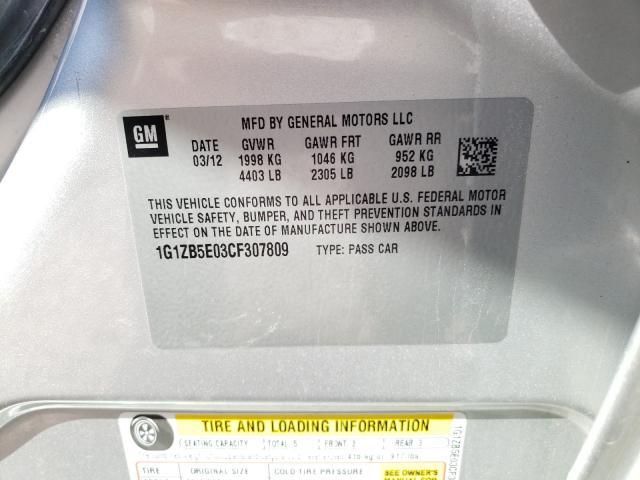 GM
MFD BY GENERAL MOTORS LLC
DATE GVWR GAWR FRT GAWR RR
03/12 1998 KG 1046 KG 952 KG
4403 LB 2305 LB 2098 LB
THIS VEHICLE CONFORMS TO ALL APPLICABLE U.S. FEDERAL MOTOR
VEHICLE SAFETY, BUMPER, AND THEFT PREVENTION STANDARDS IN
EFFECT ON THE DATE OF MANUFACTURE SHOWN ABOVE.
1G1ZB5E03CF307809 TYPE: PASS CAR
TIRE AND LOADING INFORMATION
SEATING CAPACITY TOTAL 5 FRONT 2 REAR 3
TIRE ORIGINAL SIZE COLD TIRE PRESSURE SEE OWNER'S
MANUAL FOR